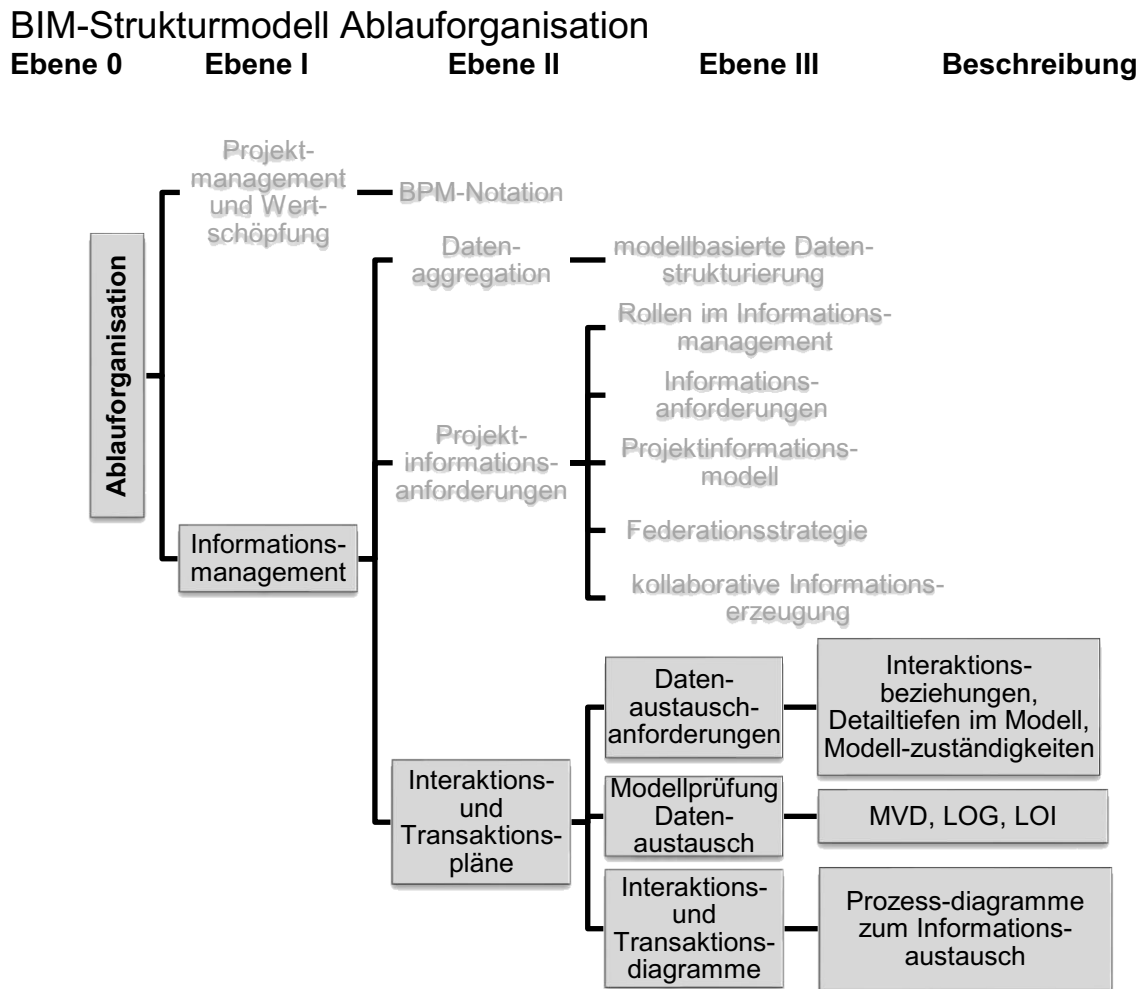 BIM-Strukturmodell Ablauforganisation
Ebene 0 Ebene I Ebene II Ebene III Beschreibung
Ablauforganisation
Projekt-
management
und Wert-
schöpfung
BPM-Notation
Informations-
management
Daten-
aggregation
modellbasierte Daten-
strukturierung
Projekt-
informations-
anforderungen
Rollen im Informations-
management
Informations-
anforderungen
Projektinformations-
modell
Federationsstrategie
kollaborative Informations-
erzeugung
Interaktions-
und
Transaktions-
pläne
Daten-
austausch-
anforderungen
Interaktions-
beziehungen,
Detailtiefen im Modell,
Modell-zuständigkeiten
Modellprüfung
Daten-
austausch
MVD, LOG, LOI
Interaktions-
und
Transaktions-
diagramme
Prozess-diagramme
zum Informations-
austausch